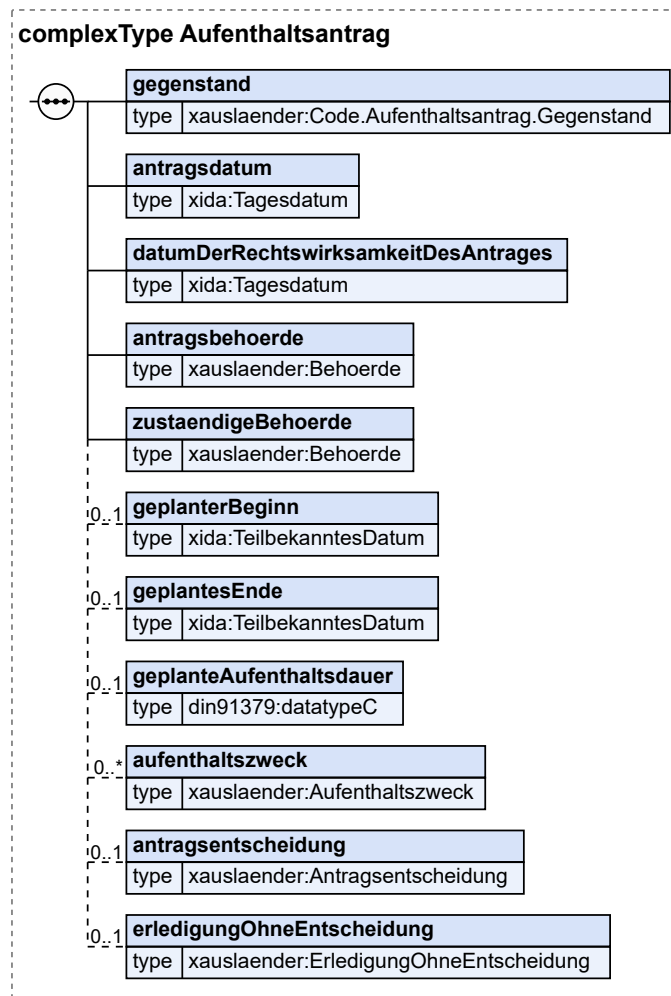 complexType Aufenthaltsantrag
gegenstand
type xauslaender:Code.Aufenthaltsantrag.Gegenstand
antragsdatum
type xida:Tagesdatum
datumDerRechtswirksamkeitDesAntrages
type xida:Tagesdatum
antragsbehoerde
type xauslaender:Behoerde
zustaendigeBehoerde
type xauslaender:Behoerde
0..1 geplanterBeginn
type xida:TeilbekanntesDatum
0..1 geplantesEnde
type xida:TeilbekanntesDatum
0..1 geplanteAufenthaltsdauer
type din91379:datatypeC
0..* aufenthaltszweck
type xauslaender:Aufenthaltszweck
0..1 antragsentscheidung
type xauslaender:Antragsentscheidung
0..1 erledigungOhneEntscheidung
type xauslaender:ErledigungOhneEntscheidung